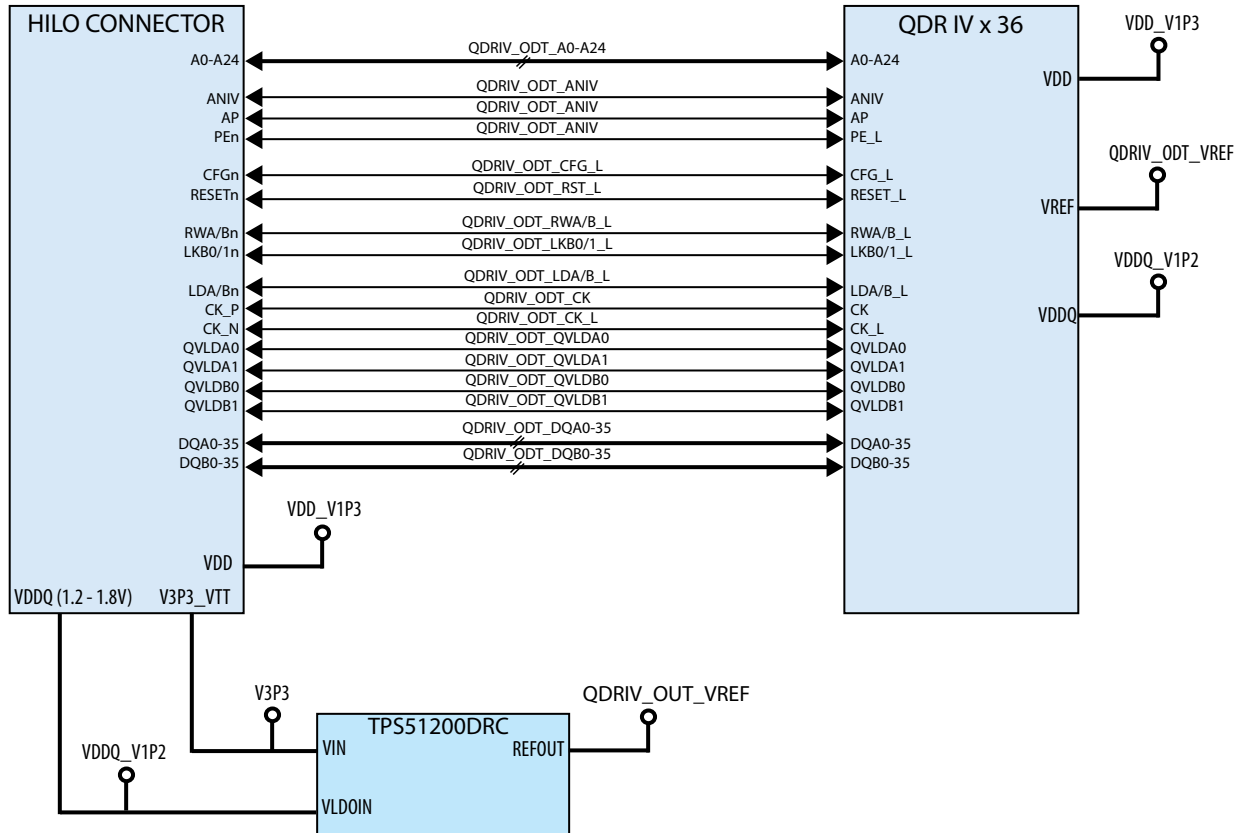 HILO CONNECTOR
QDR IV x 36
VDD_V1P3
A0-A24
QDRIV_ODT_A0-A24
A0-A24
VDD
ANIV
QDRIV_ODT_ANIV
ANIV
AP
QDRIV_ODT_ANIV
AP
PEn
QDRIV_ODT_ANIV
PE_L
QDRIV_ODT_VREF
CFGn
QDRIV_ODT_CFG_L
CFG_L
RESETn
QDRIV_ODT_RST_L
RESET_L
VREF
RWA/Bn
QDRIV_ODT_RWA/B_L
RWA/B_L
LKB0/1n
QDRIV_ODT_LKB0/1_L
LKB0/1_L
VDDQ_V1P2
LDA/Bn
QDRIV_ODT_LDA/B_L
LDA/B_L
CK_P
QDRIV_ODT_CK
CK
VDDQ
CK_N
QDRIV_ODT_CK_L
CK_L
QVLDA0
QDRIV_ODT_QVLDA0
QVLDA0
QVLDA1
QDRIV_ODT_QVLDA1
QVLDA1
QVLDB0
QDRIV_ODT_QVLDB0
QVLDB0
QVLDB1
QDRIV_ODT_QVLDB1
QVLDB1
DQA0-35
QDRIV_ODT_DQA0-35
DQA0-35
DQB0-35
QDRIV_ODT_DQB0-35
DQB0-35
VDD_V1P3
VDD
VDDQ (1.2 - 1.8V)
V3P3_VTT
V3P3
QDRIV_OUT_VREF
TPS51200DRC
VIN
REFOUT
VDDQ_V1P2
VLDOIN